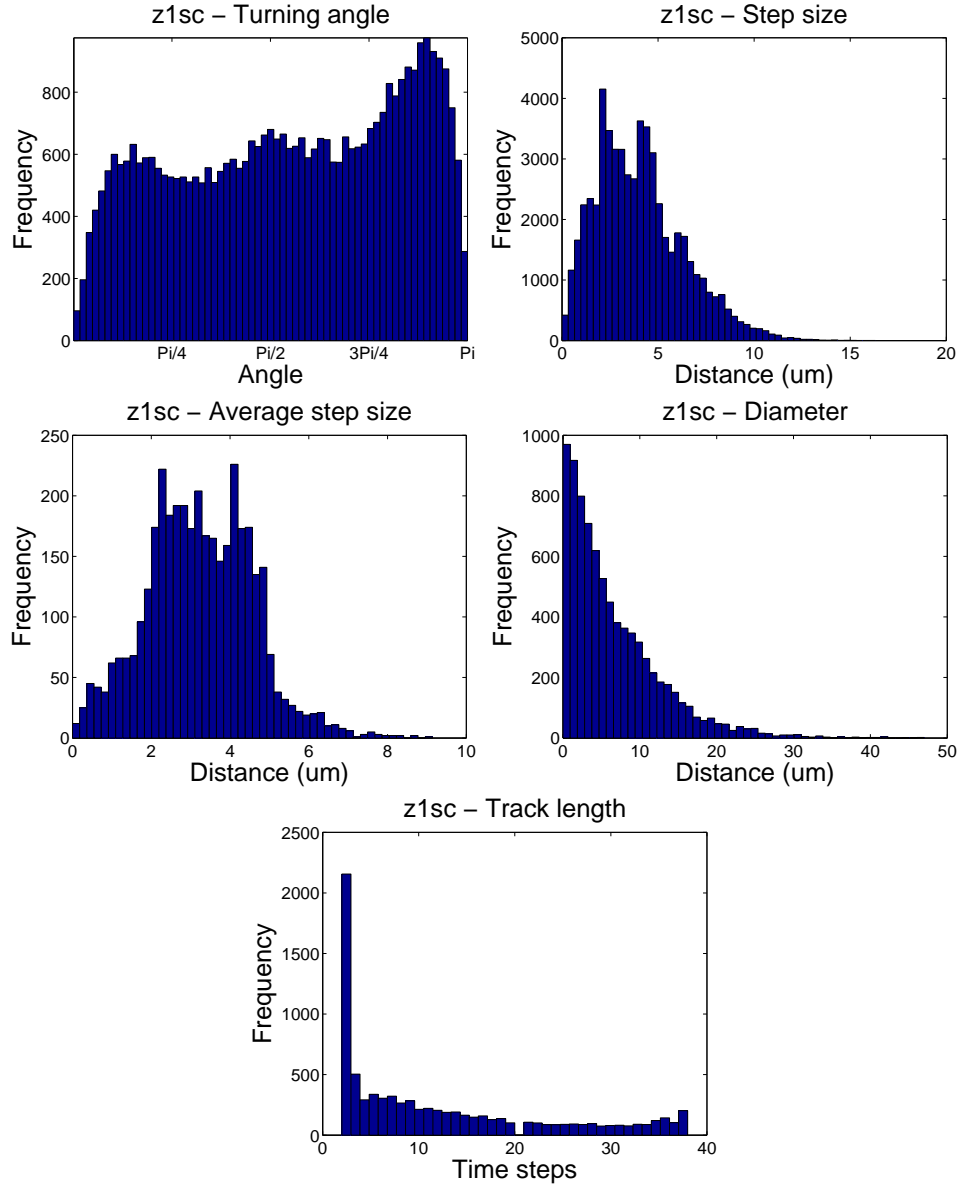 z1sc − Turning angle
Frequency
0
200
400
600
800
Pi/4
Pi/2
3Pi/4
Pi
Angle
z1sc − Step size
Frequency
0
1000
2000
3000
4000
5000
0
5
10
15
20
Distance (um)
z1sc − Average step size
Frequency
0
50
100
150
200
250
0
2
4
6
8
10
Distance (um)
z1sc − Diameter
Frequency
0
200
400
600
800
1000
0
10
20
30
40
50
Distance (um)
z1sc − Track length
Frequency
0
500
1000
1500
2000
2500
0
10
20
30
40
Time steps